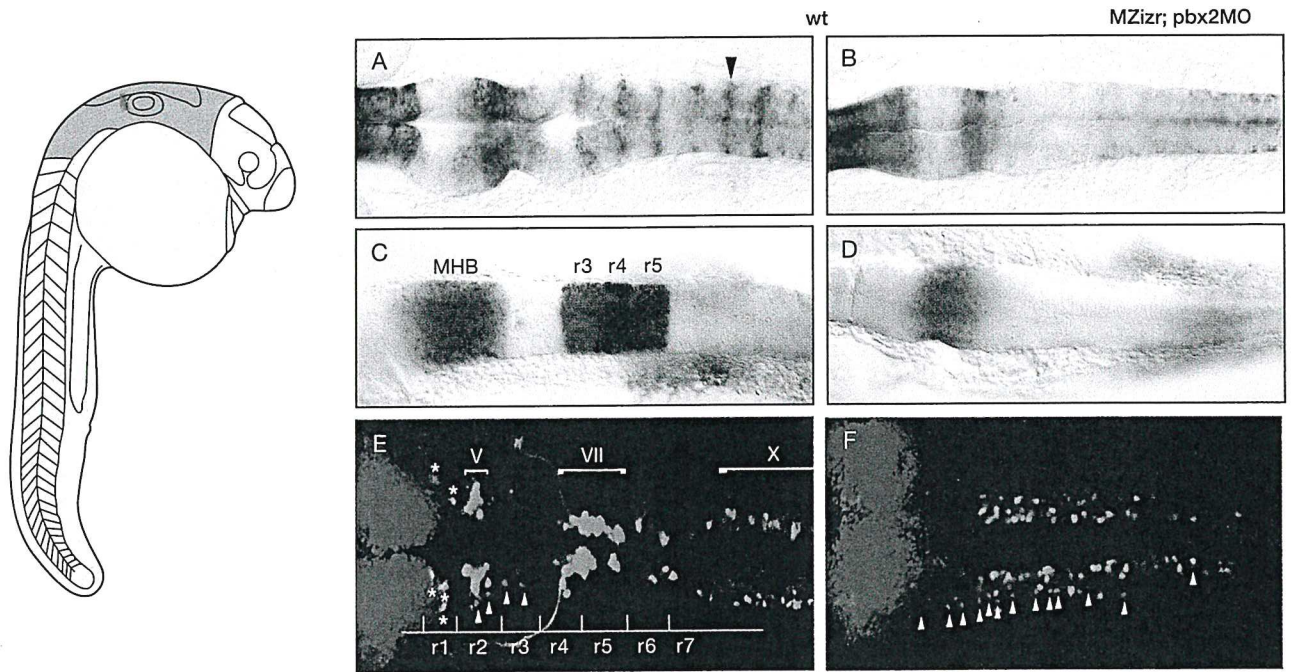 wt
MZizr; pbx2MO
A
B
C
MHB
r3
r4
r5
D
E
V
VII
X
* * * * *
r1 r2 r3 r4 r5 r6 r7
F